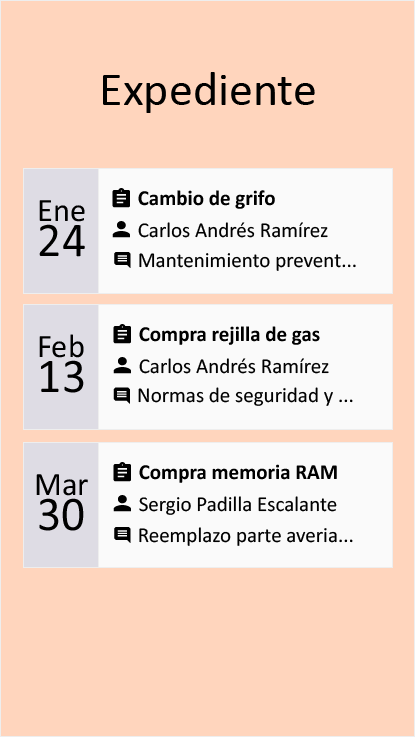 Expediente
Ene
24
Cambio de grifo
Carlos Andrés Ramírez
Mantenimiento prevent...
Feb
13
Compra rejilla de gas
Carlos Andrés Ramírez
Normas de seguridad y ...
Mar
30
Compra memoria RAM
Sergio Padilla Escalante
Reemplazo parte averia...